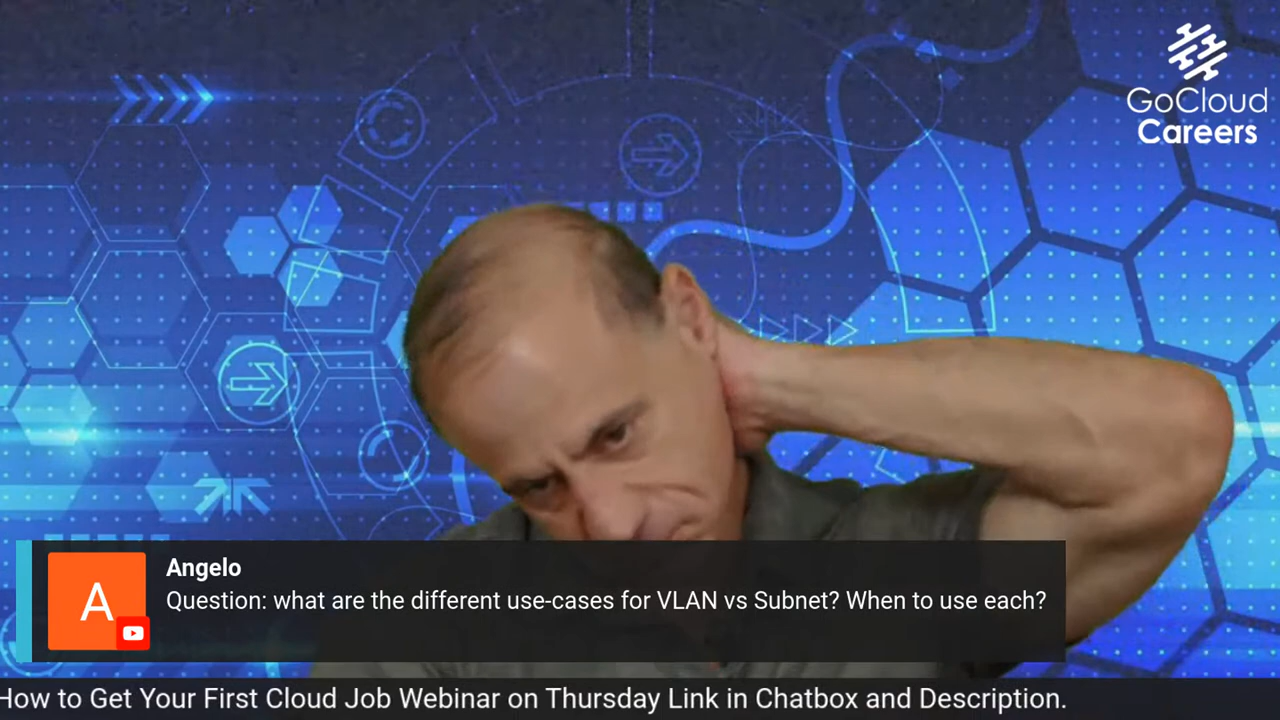 GoCloud
Careers
A
Angelo
Question: what are the different use-cases for VLAN vs Subnet? When to use each?
How to Get Your First Cloud Job Webinar on Thursday Link in Chatbox and Description.